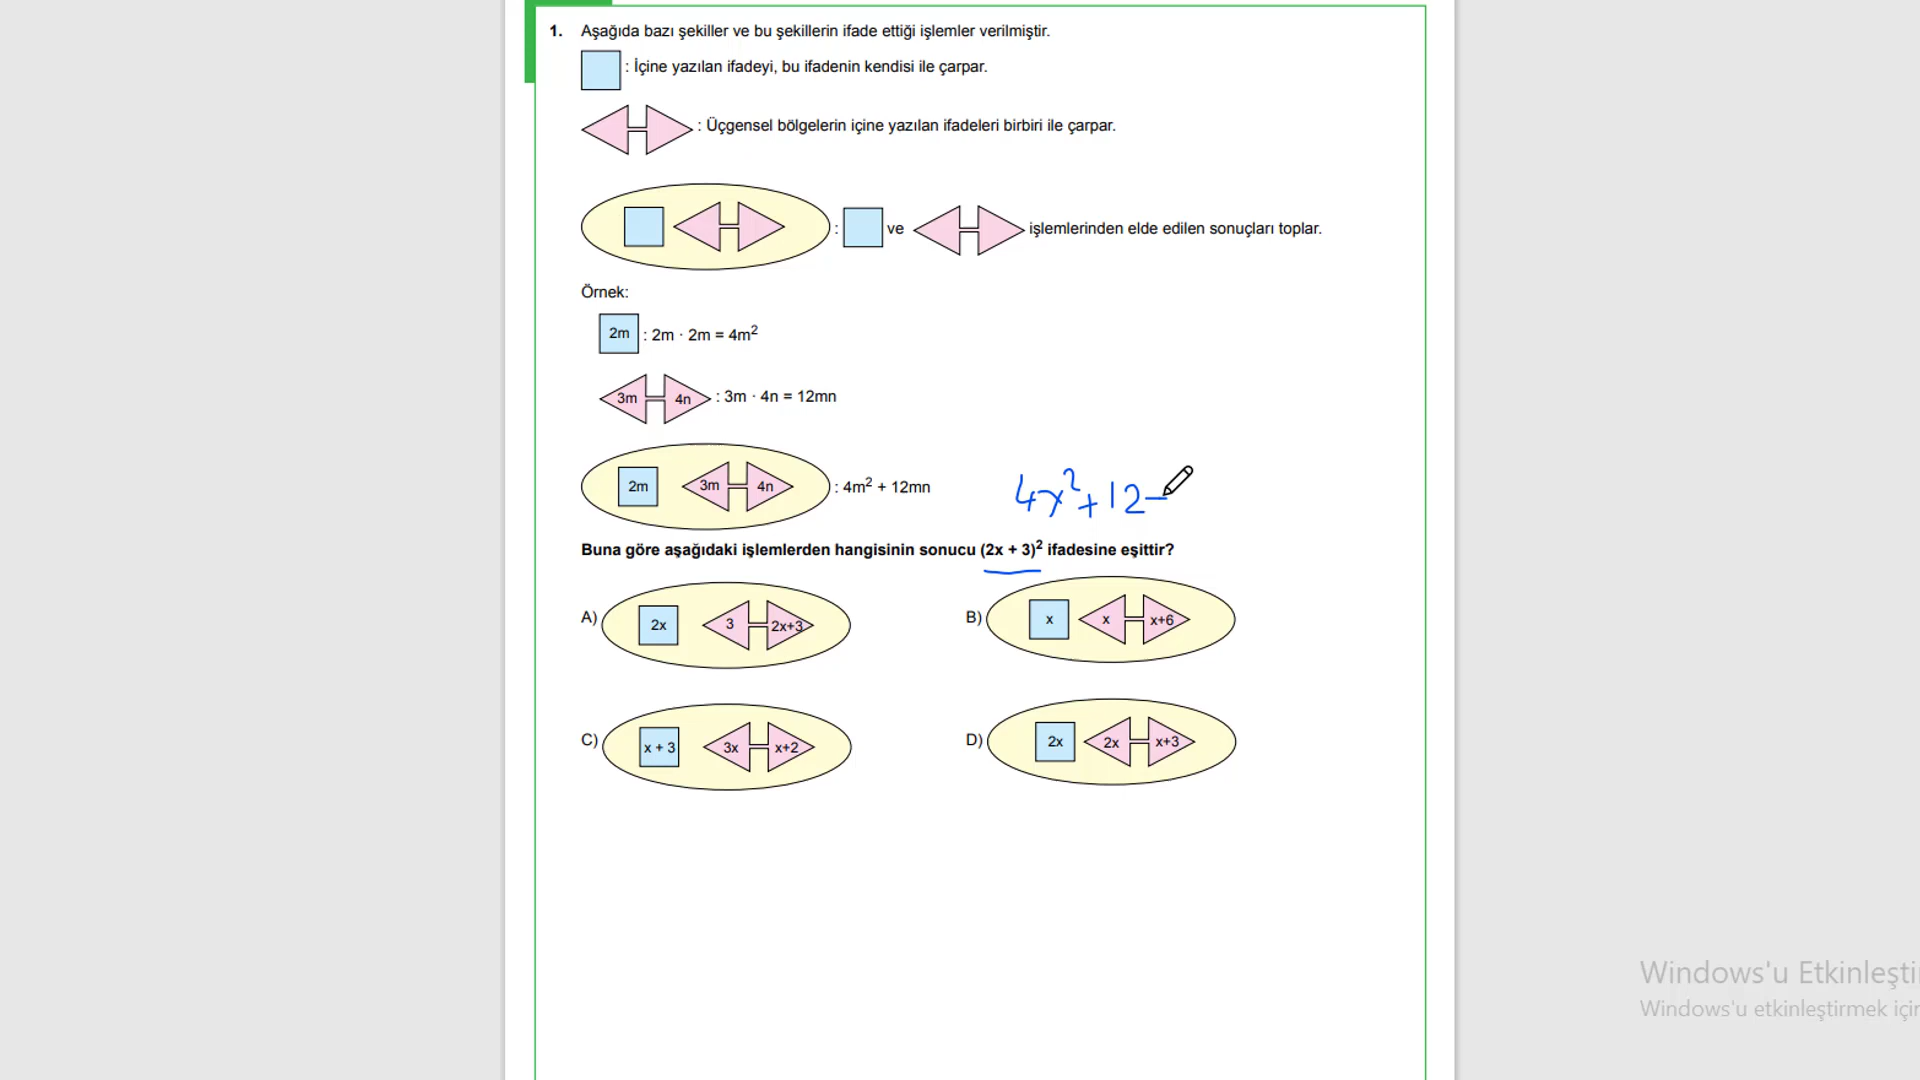 1. Aşağıda bazı şekiller ve bu şekillerin ifade ettiği işlemler verilmiştir.
: İçine yazılan ifadeyi, bu ifadenin kendisi ile çarpar.
: Üçgensel bölgelerin içine yazılan ifadeleri birbiri ile çarpar.
: ve işlemlerinden elde edilen sonuçları toplar.
Örnek:
2m : 2m · 2m = 4m²
3m 4n : 3m · 4n = 12mn
2m 3m 4n : 4m² + 12mn
4x²+12
Buna göre aşağıdaki işlemlerden hangisinin sonucu (2x + 3)² ifadesine eşittir?
A) 2x 3 2x+3
B) x x x+6
C) x + 3 3x x+2
D) 2x 2x x+3
Windows'u Etkinleşti
Windows'u etkinleştirmek için